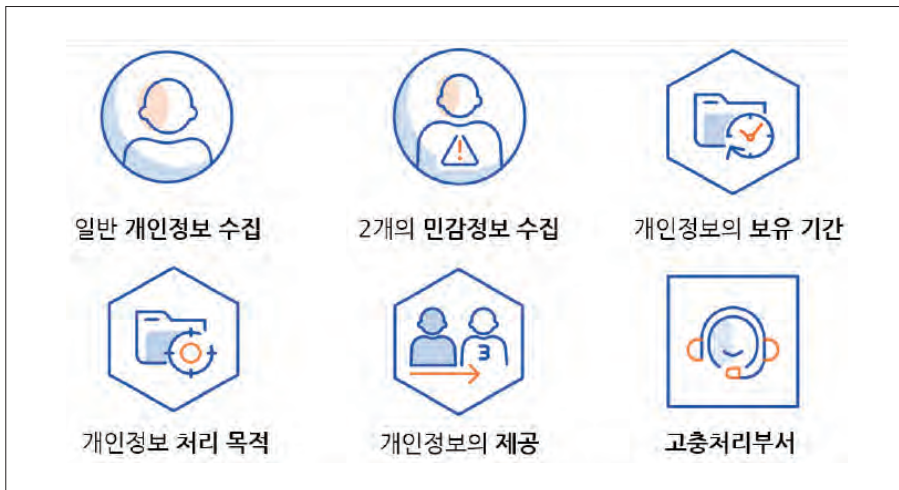 일반 개인정보 수집
2개의 민감정보 수집
개인정보의 보유 기간
3
개인정보 처리 목적
개인정보의 제공
고충처리부서